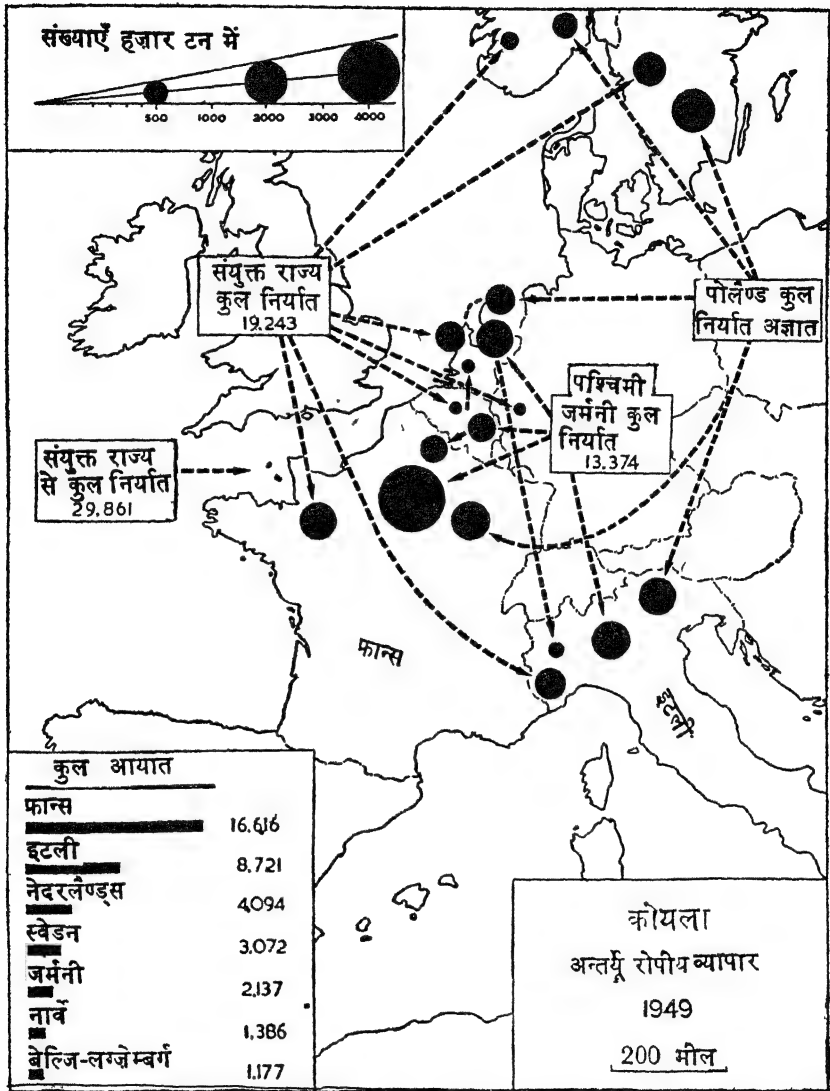 संख्याएँ हज़ार टन में
500 1000 2000 3000 4000
संयुक्त राज्य
कुल निर्यात
19.243
पोलैण्ड कुल
निर्यात अज्ञात
पश्चिमी
जर्मनी कुल
निर्यात
13.374
संयुक्त राज्य
से कुल निर्यात
29.861
फ्रान्स
इटली
कुल आयात
फ्रान्स
16.616
इटली
8.721
नेदरलैण्ड्स
4.094
स्वेडन
3.072
जर्मनी
2.137
नार्वे
1.386
बेल्जि-लग्ज़ेम्बर्ग
1.177
कोयला
अन्तर्यू रोपीय व्यापार
1949
200 मील